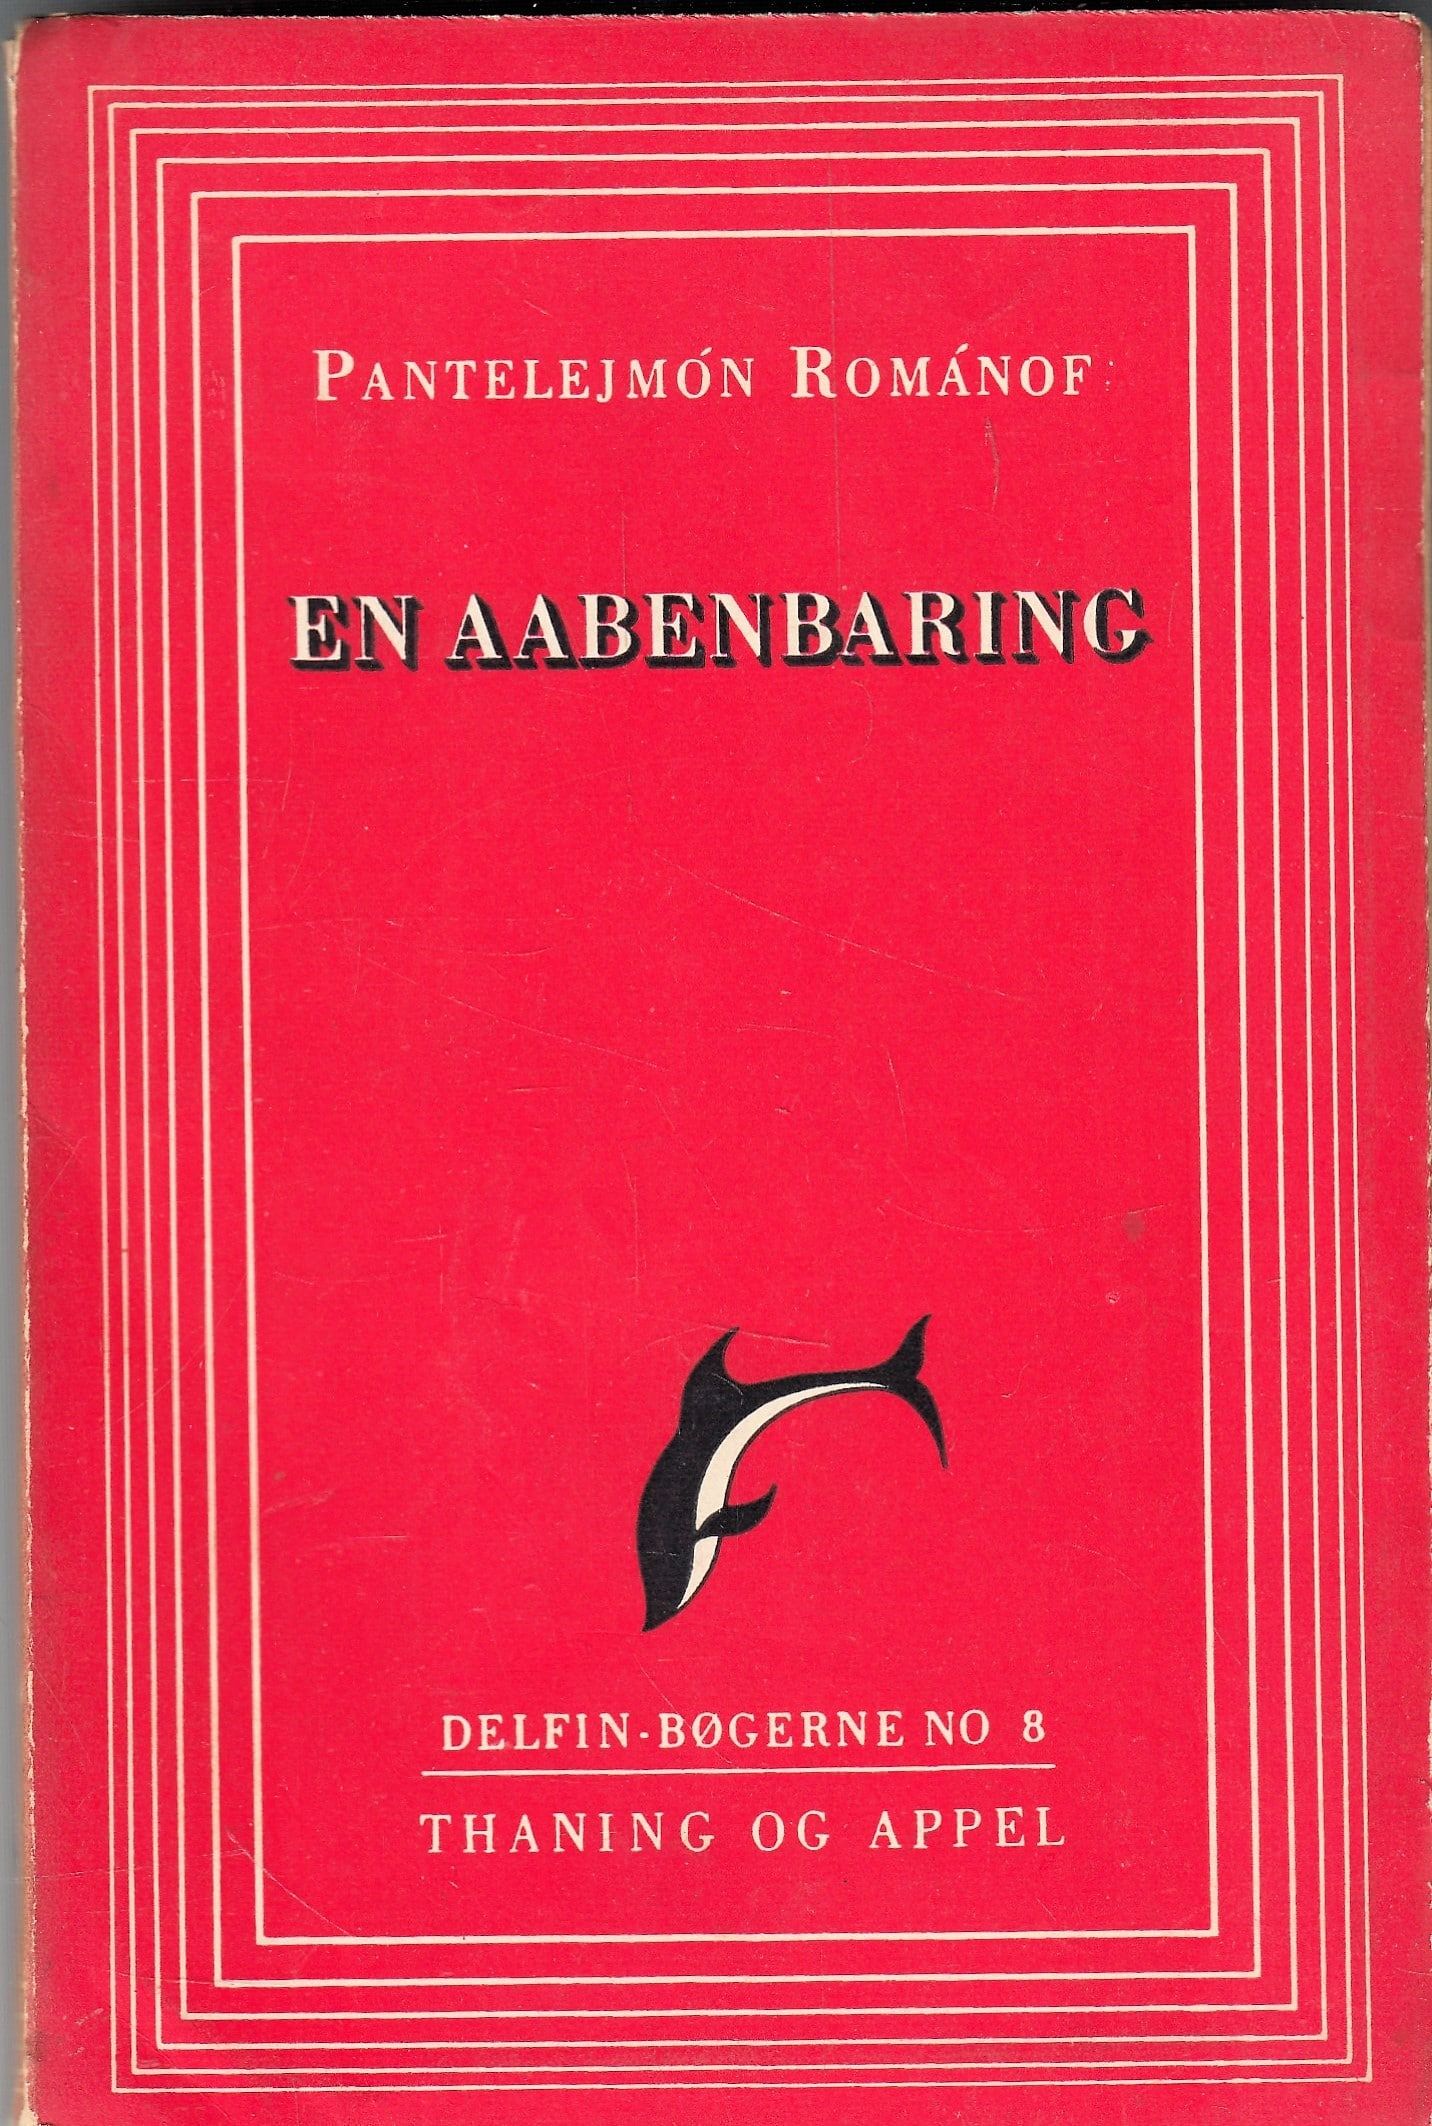 PANTELEJMÓN ROMÁNOF
EN AABENBARING
DELFIN-BØGERNE NO 8
THANING OG APPEL